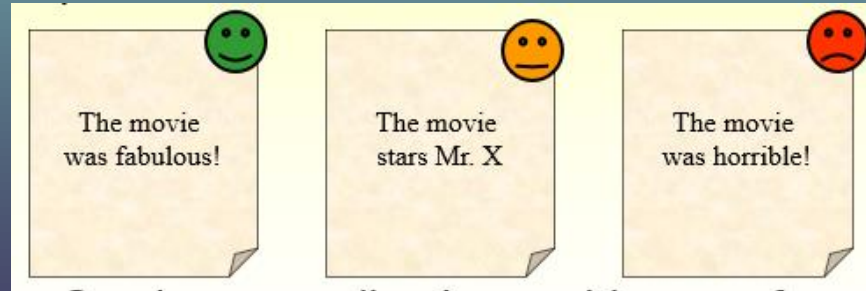 The movie
was fabulous!
The movie
stars Mr. X
The movie
was horrible!